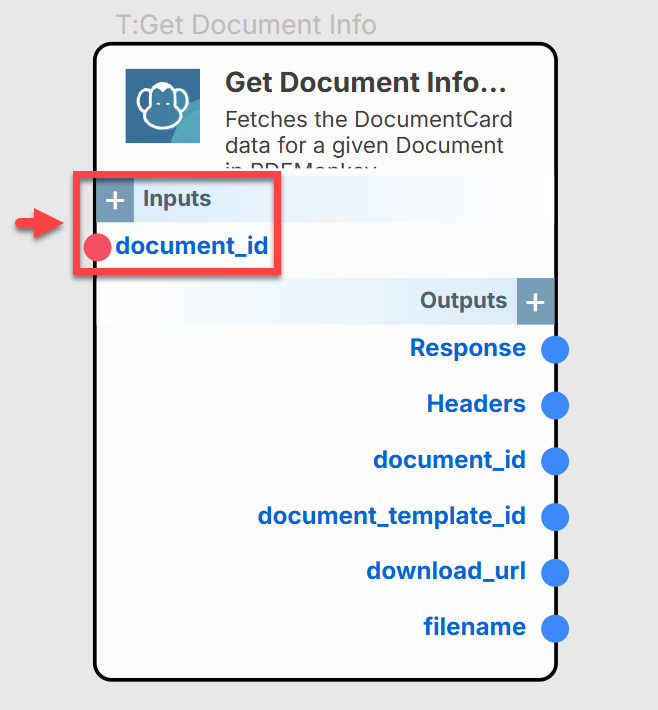 T:Get Document Info
Get Document Info...
Fetches the DocumentCard
data for a given Document
in PDFMonkey
+ Inputs
document_id
Outputs +
Response
Headers
document_id
document_template_id
download_url
filename